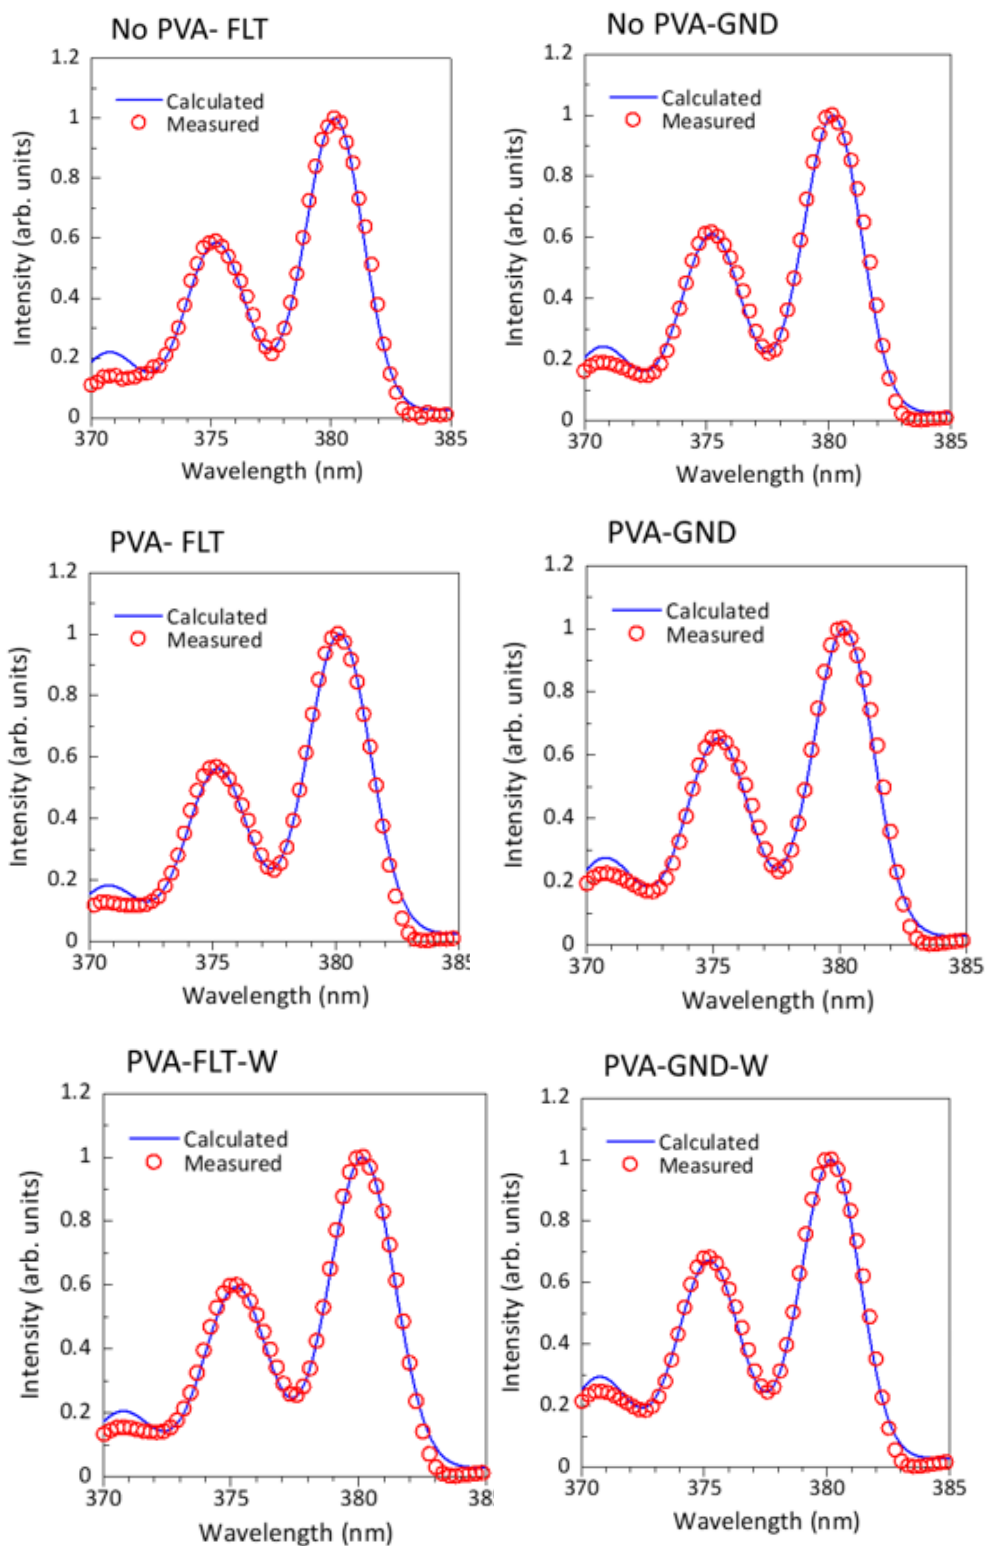 No PVA- FLT
1.2
1
0.8
0.6
0.4
0.2
0
Intensity (arb. units)
Calculated
Measured
370
375
380
385
Wavelength (nm)
No PVA-GND
1.2
1
0.8
0.6
0.4
0.2
0
Intensity (arb. units)
Calculated
Measured
370
375
380
385
Wavelength (nm)
PVA- FLT
1.2
1
0.8
0.6
0.4
0.2
0
Intensity (arb. units)
Calculated
Measured
370
375
380
385
Wavelength (nm)
PVA-GND
1.2
1
0.8
0.6
0.4
0.2
0
Intensity (arb. units)
Calculated
Measured
370
375
380
385
Wavelength (nm)
PVA-FLT-W
1.2
1
0.8
0.6
0.4
0.2
0
Intensity (arb. units)
Calculated
Measured
370
375
380
38
Wavelength (nm)
PVA-GND-W
1.2
1
0.8
0.6
0.4
0.2
0
Intensity (arb. units)
Calculated
Measured
370
375
380
385
Wavelength (nm)